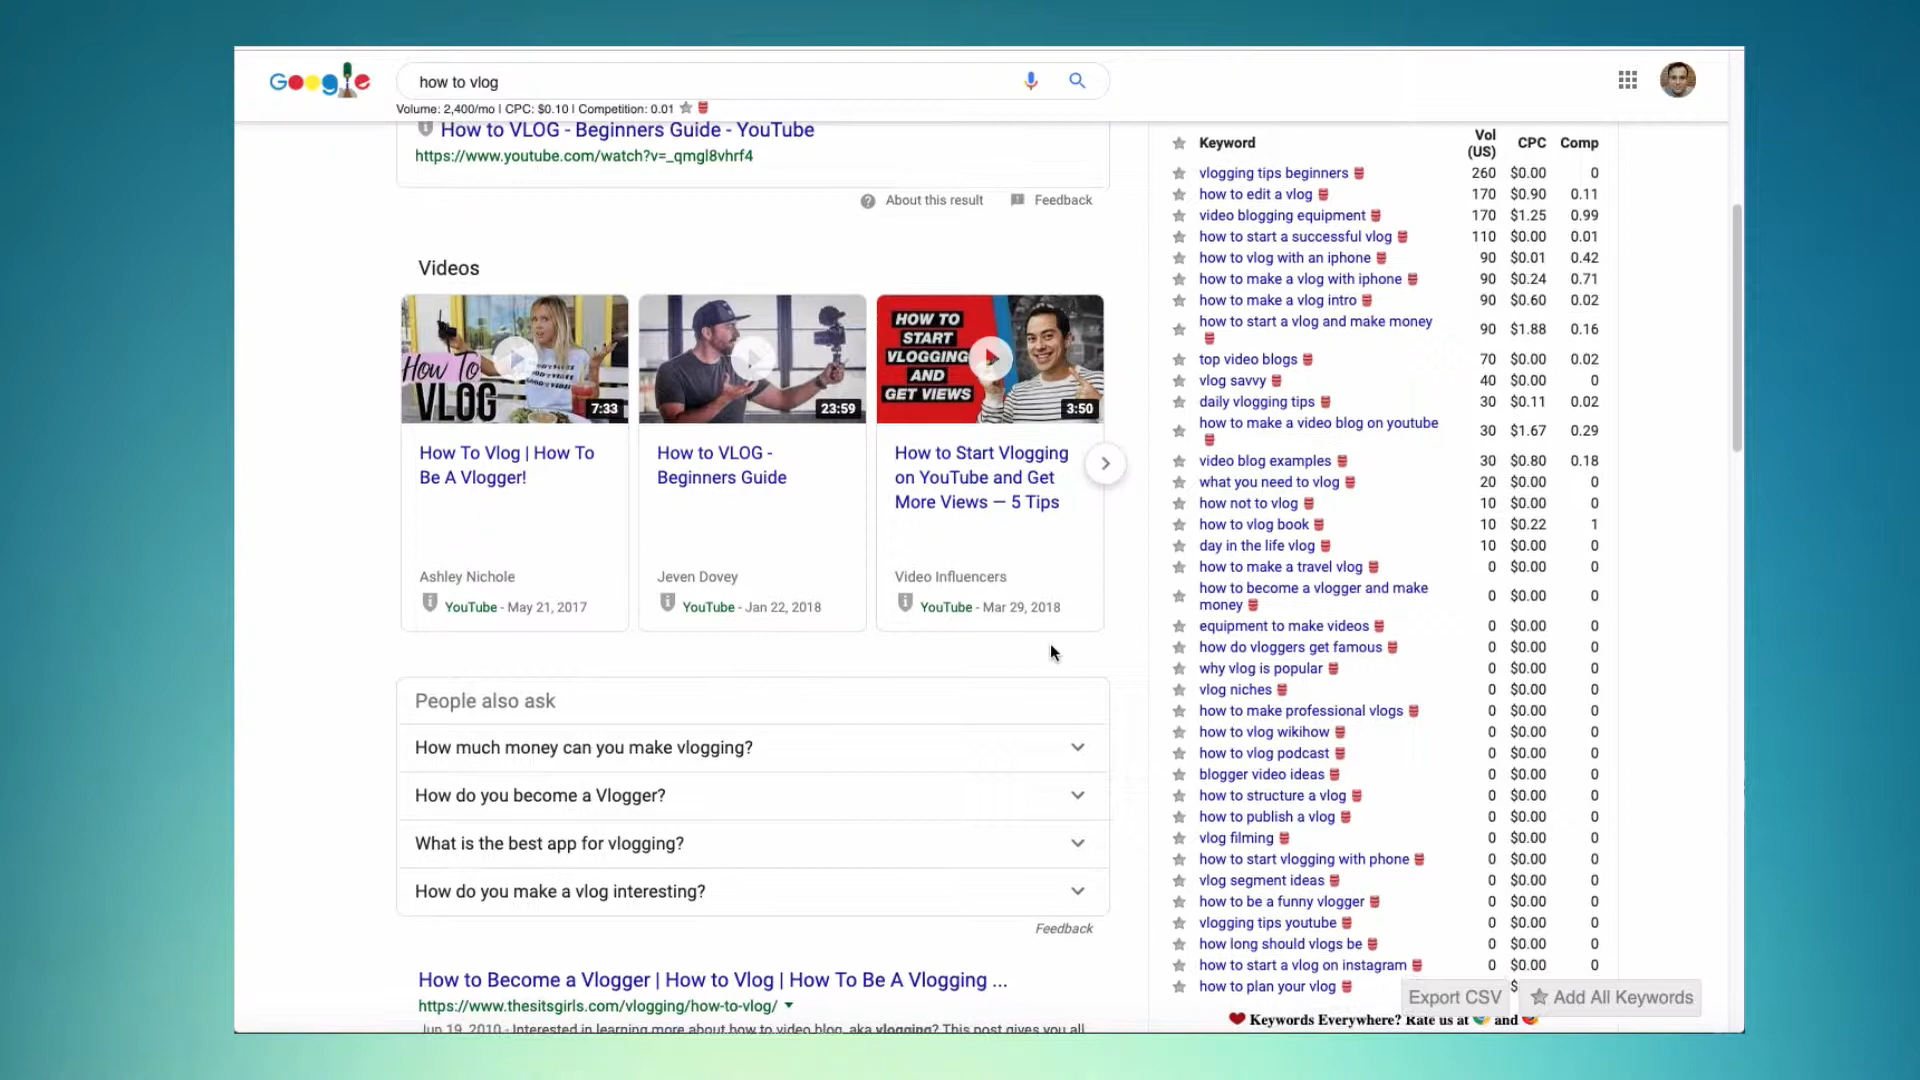 Google
how to vlog
Volume: 2,400/mo | CPC: $0.10 | Competition: 0.01
How to VLOG - Beginners Guide - YouTube
https://www.youtube.com/watch?v=_qmgl8vhrf4
About this result
Feedback
Videos
HOW TO
VLOG
7:33
23:59
HOW TO
START
VLOGGING
AND
GET VIEWS
3:50
How To Vlog | How To
Be A Vlogger!
Ashley Nichole
YouTube - May 21, 2017
How to VLOG -
Beginners Guide
Jeven Dovey
YouTube - Jan 22, 2018
How to Start Vlogging
on YouTube and Get
More Views — 5 Tips
Video Influencers
YouTube - Mar 29, 2018
People also ask
How much money can you make vlogging?
How do you become a Vlogger?
What is the best app for vlogging?
How do you make a vlog interesting?
Feedback
How to Become a Vlogger | How to Vlog | How To Be A Vlogging ...
https://www.thesitsgirls.com/vlogging/how-to-vlog/
Jun 19, 2010 - Interested in learning more about how to video blog, aka vlogging? This post gives you all
Keyword Vol (US) CPC Comp
vlogging tips beginners 260 $0.00 0
how to edit a vlog 170 $0.90 0.11
video blogging equipment 170 $1.25 0.99
how to start a successful vlog 110 $0.00 0.01
how to vlog with an iphone 90 $0.01 0.42
how to make a vlog with iphone 90 $0.24 0.71
how to make a vlog intro 90 $0.60 0.02
how to start a vlog and make money 90 $1.88 0.16
top video blogs 70 $0.00 0.02
vlog savvy 40 $0.00 0
daily vlogging tips 30 $0.11 0.02
how to make a video blog on youtube 30 $1.67 0.29
video blog examples 30 $0.80 0.18
what you need to vlog 20 $0.00 0
how not to vlog 10 $0.00 0
how to vlog book 10 $0.22 1
day in the life vlog 10 $0.00 0
how to make a travel vlog 0 $0.00 0
how to become a vlogger and make
money 0 $0.00 0
equipment to make videos 0 $0.00 0
how do vloggers get famous 0 $0.00 0
why vlog is popular 0 $0.00 0
vlog niches 0 $0.00 0
how to make professional vlogs 0 $0.00 0
how to vlog wikihow 0 $0.00 0
how to vlog podcast 0 $0.00 0
blogger video ideas 0 $0.00 0
how to structure a vlog 0 $0.00 0
how to publish a vlog 0 $0.00 0
vlog filming 0 $0.00 0
how to start vlogging with phone 0 $0.00 0
vlog segment ideas 0 $0.00 0
how to be a funny vlogger 0 $0.00 0
vlogging tips youtube 0 $0.00 0
how long should vlogs be 0 $0.00 0
how to start a vlog on instagram 0 $0.00 0
how to plan your vlog
Export CSV
Add All Keywords
Keywords Everywhere? Rate us at and